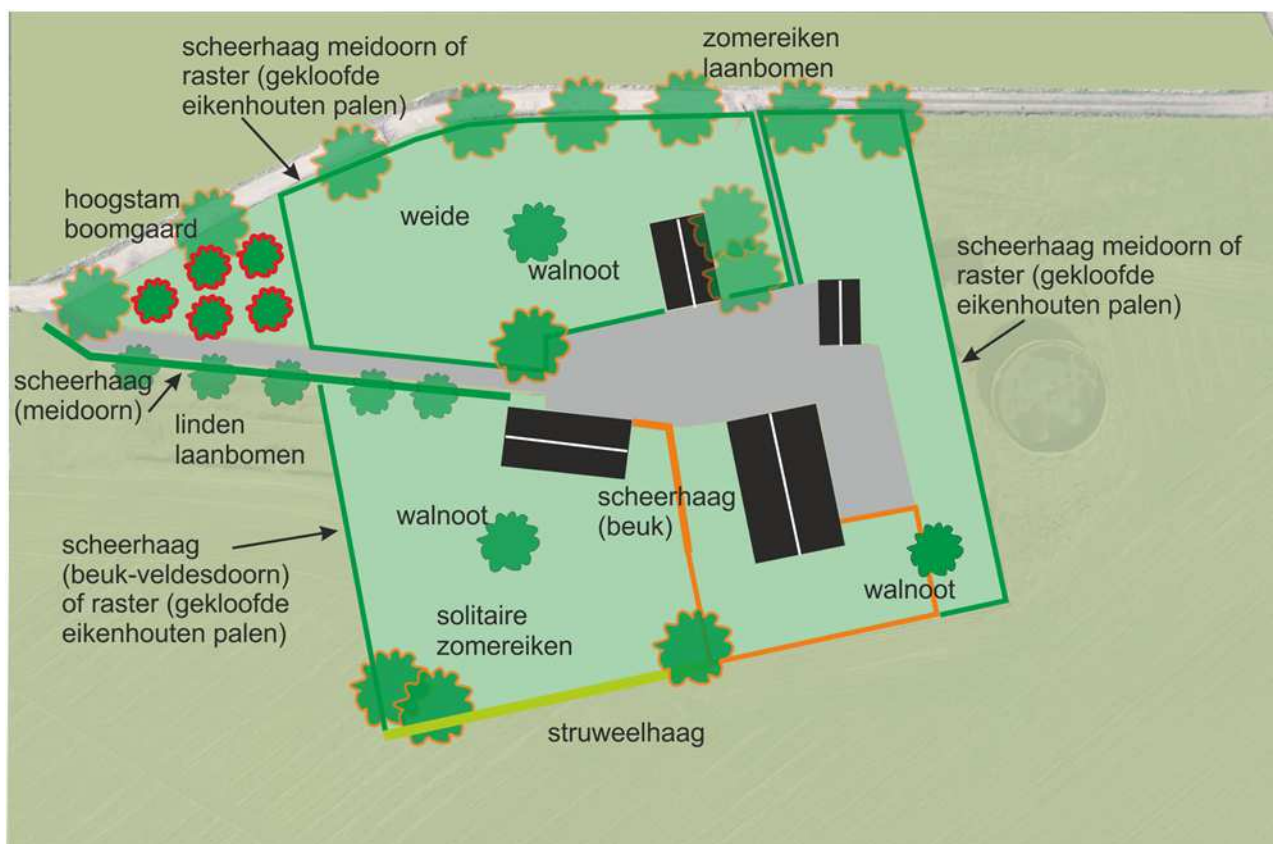 scheerhaag meidoorn of
raster (gekloofde
eikenhouten palen)
zomereiken
laanbomen
hoogstam
boomgaard
weide
walnoot
scheerhaag meidoorn of
raster (gekloofde
eikenhouten palen)
scheerhaag
(meidoorn)
linden
laanbomen
scheerhaag
(beuk)
walnoot
scheerhaag
(beuk-veldesdoorn)
of raster (gekloofde
eikenhouten palen)
walnoot
solitaire
zomereiken
struweelhaag